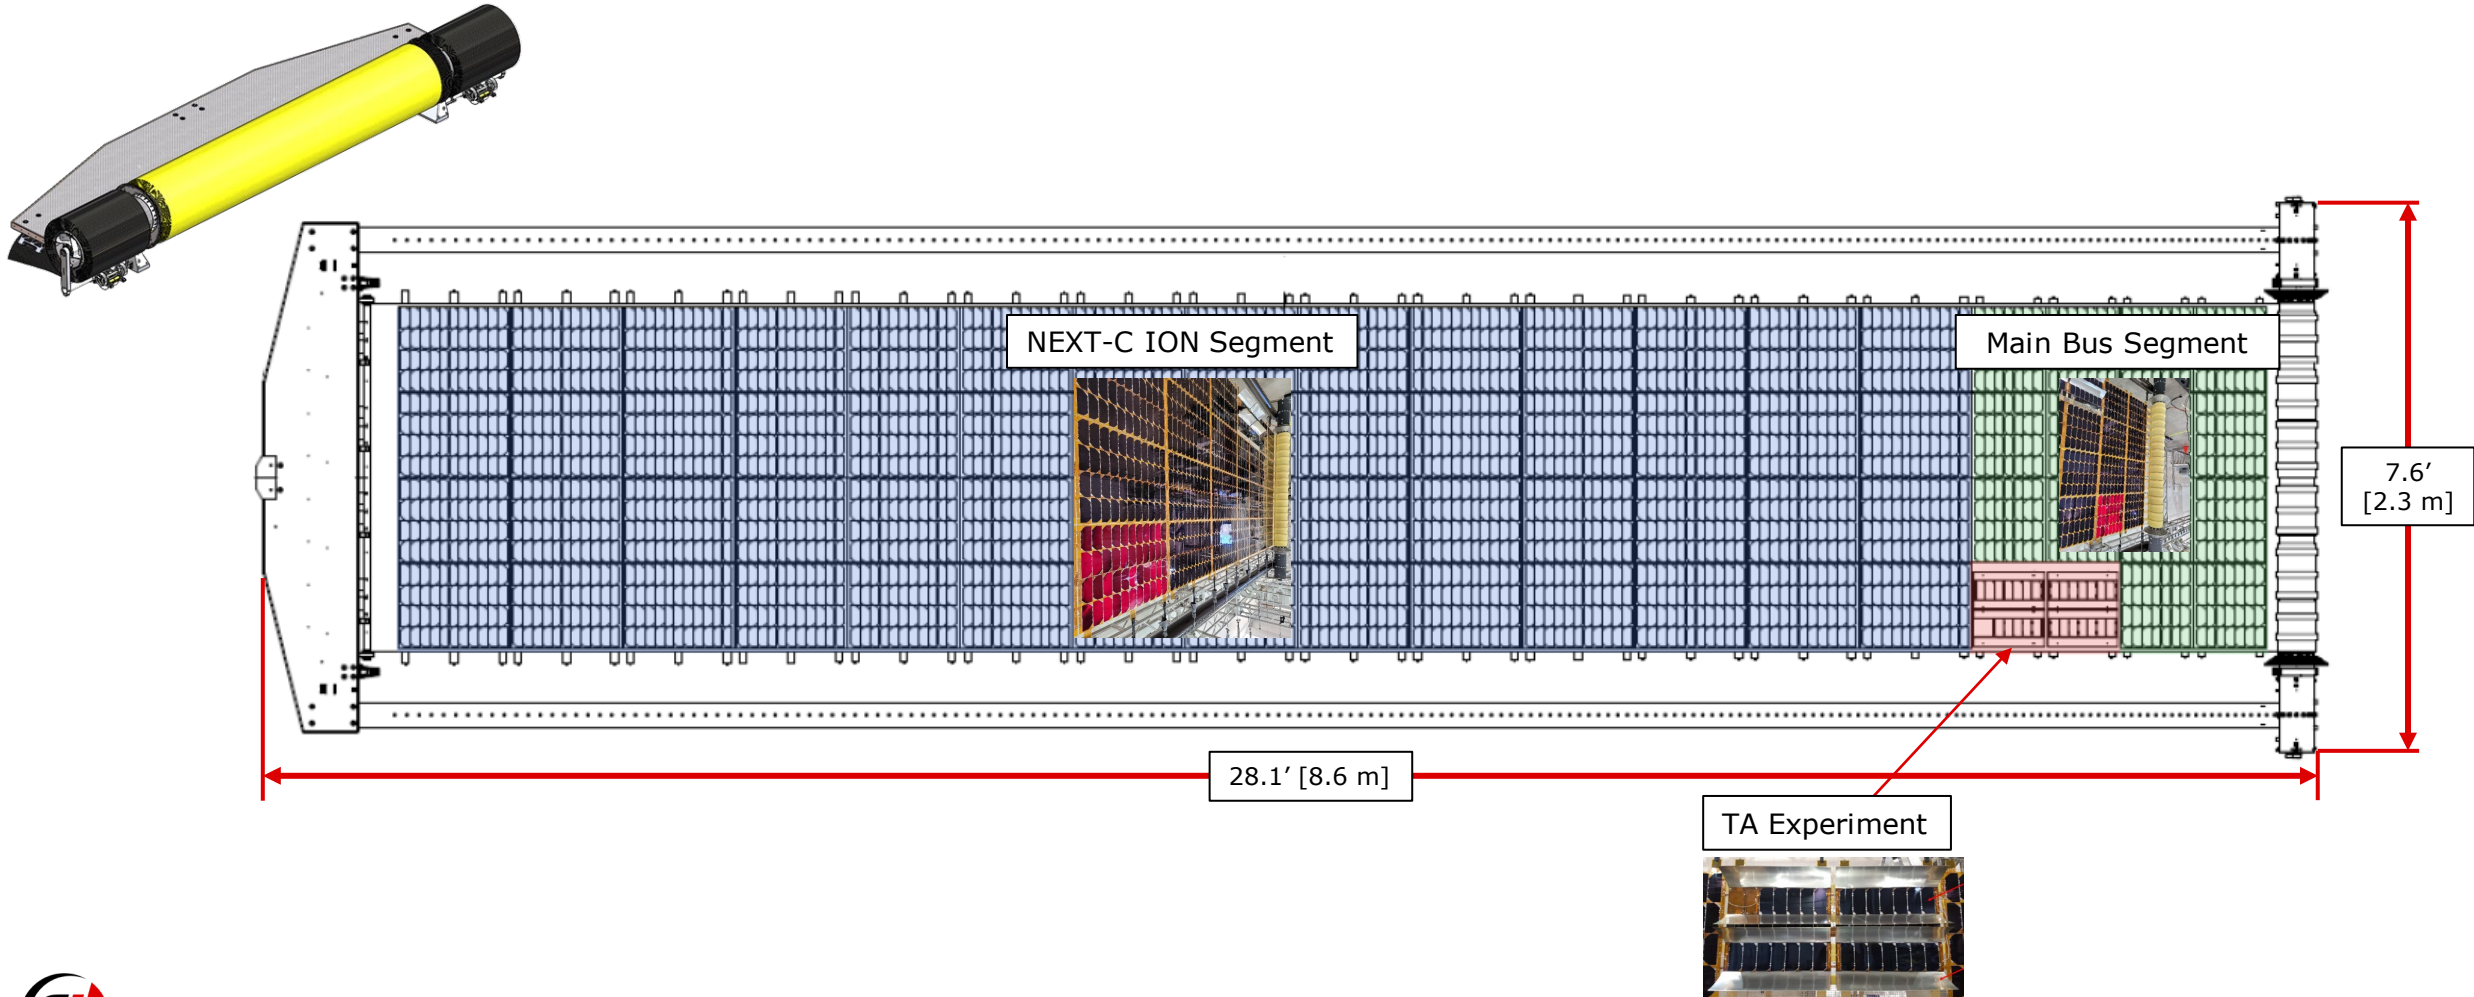 NEXT-C ION Segment
Main Bus Segment
7.6′
[2.3 m]
28.1′ [8.6 m]
TA Experiment